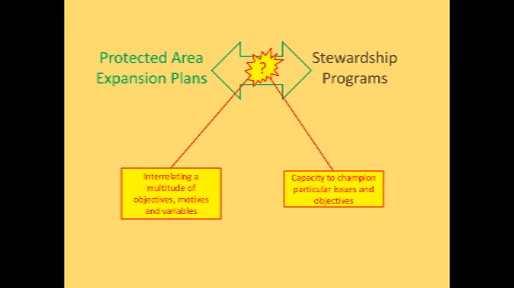 Protected Area
Expansion Plans
?
Stewardship
Programs
Interrelating a
multitude of
objectives, motives
and variables
Capacity to champion
particular issues and
objectives